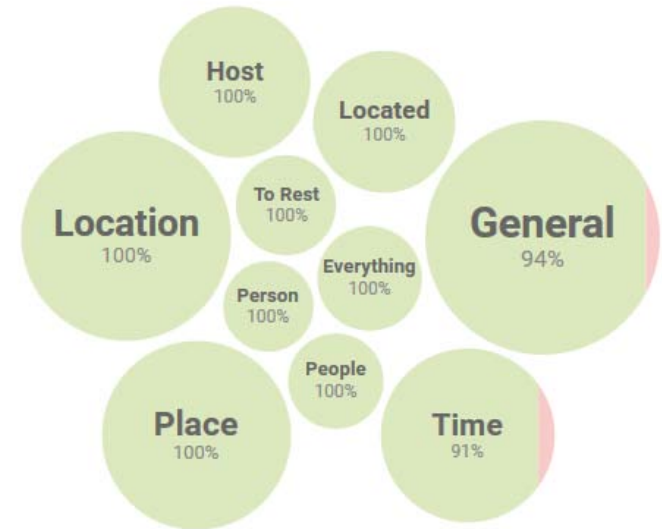 Host
100%
Located
100%
To Rest
100%
Location
100%
General
94%
Everything
100%
Person
100%
People
100%
Place
100%
Time
91%